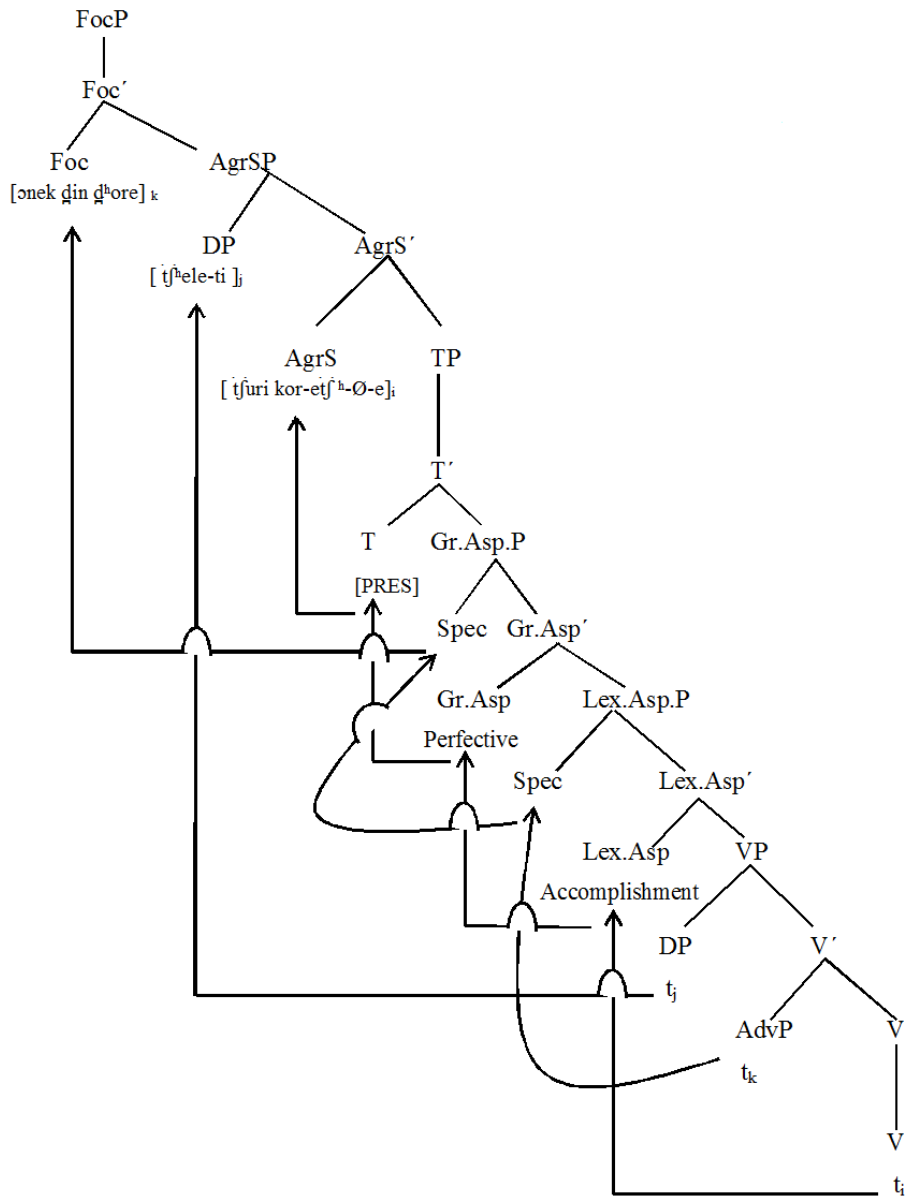 FocP
Foc´
Foc AgrSP
[ɔnek d̪in d̪ʰore] k
DP AgrS´
[ t͡ʃʰele-ti ]j
AgrS TP
[ t͡ʃuri kor-et͡ʃ ʰ-Ø-e]i
T´
T Gr.Asp.P
[PRES]
Spec Gr.Asp´
Gr.Asp Lex.Asp.P
Perfective
Spec Lex.Asp´
Lex.Asp VP
Accomplishment
DP V´
tj
AdvP V
tk
V
ti